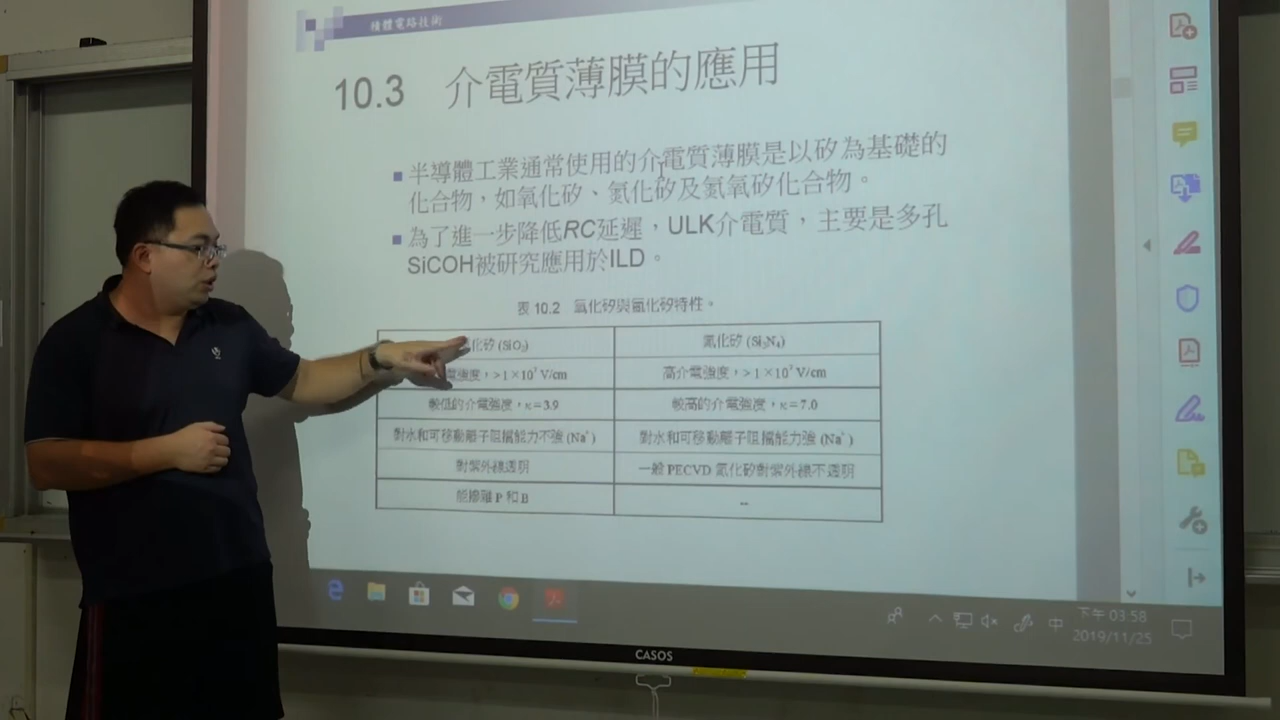 積體電路技術
10.3 介電質薄膜的應用
半導體工業通常使用的介電質薄膜是以矽為基礎的
化合物，如氧化矽、氮化矽及氮氧矽化合物。
為了進一步降低RC延遲，ULK介電質，主要是多孔
SiCOH被研究應用於ILD。
表 10.2 氧化矽與氮化矽特性。
化矽 (SiO₂) 氮化矽 (Si₃N₄)
電強度，>1×10⁷ V/cm 高介電強度，>1×10⁷ V/cm
較低的介電強度，κ=3.9 較高的介電強度，κ=7.0
對水和可移動離子阻擋能力不強 (Na⁺) 對水和可移動離子阻擋能力強 (Na⁺)
對紫外線透明 一般 PECVD 氮化矽對紫外線不透明
能摻雜 P 和 B --
中
下午 03:58
2019/11/25
CASOS